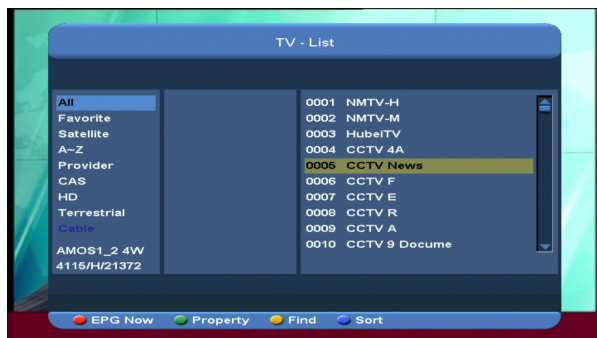 TV - List
All
Favorite
Satellite
A~Z
Provider
CAS
HD
Terrestrial
Cable
AMOS1_2 4W
4115/H/21372
0001 NMTV-H
0002 NMTV-M
0003 HubeiTV
0004 CCTV 4A
0005 CCTV News
0006 CCTV F
0007 CCTV E
0008 CCTV R
0009 CCTV A
0010 CCTV 9 Docume
EPG Now Property Find Sort